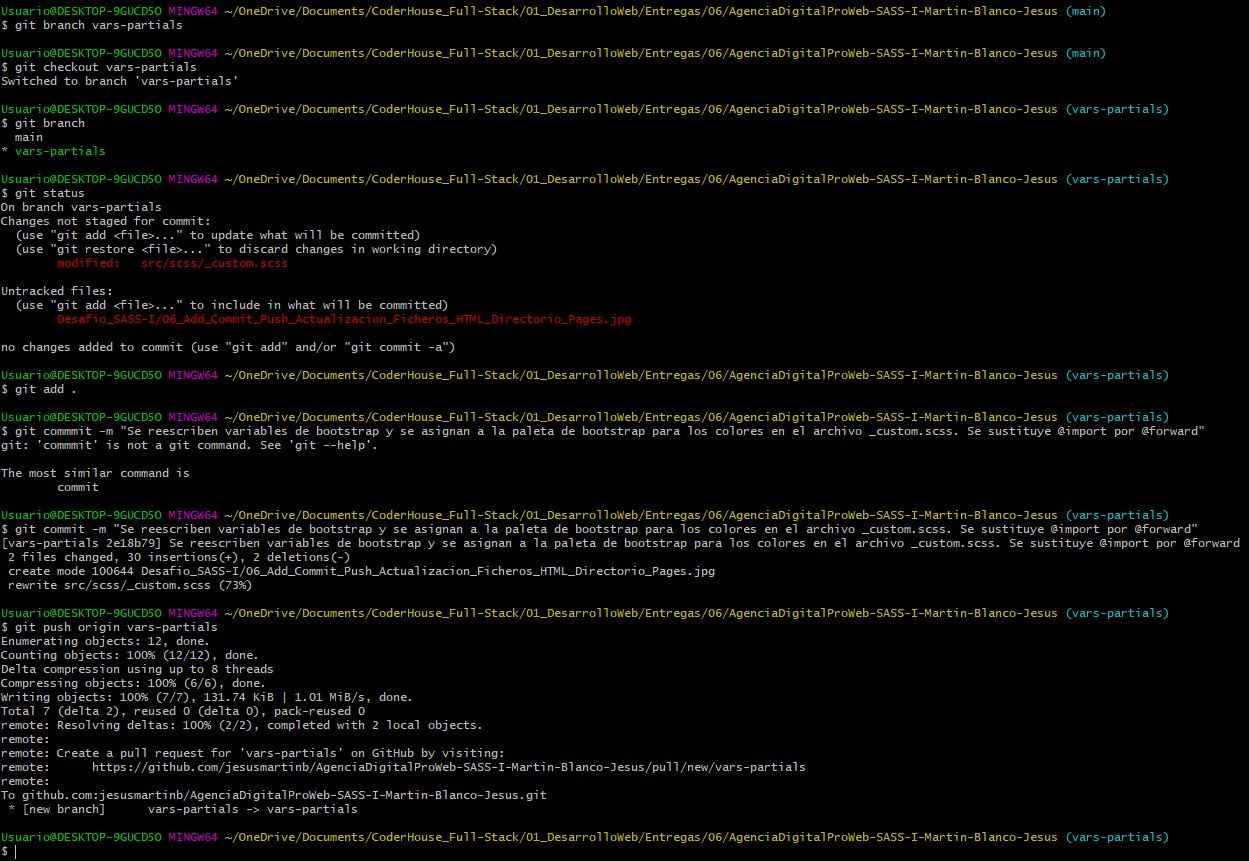 Usuario@DESKTOP-9GUCD5O MINGW64 ~/OneDrive/Documents/CoderHouse_Full-Stack/01_DesarrolloWeb/Entregas/06/AgenciaDigitalProWeb-SASS-I-Martin-Blanco-Jesus (main)
$ git branch vars-partials
Usuario@DESKTOP-9GUCD5O MINGW64 ~/OneDrive/Documents/CoderHouse_Full-Stack/01_DesarrolloWeb/Entregas/06/AgenciaDigitalProWeb-SASS-I-Martin-Blanco-Jesus (main)
$ git checkout vars-partials
Switched to branch 'vars-partials'
Usuario@DESKTOP-9GUCD5O MINGW64 ~/OneDrive/Documents/CoderHouse_Full-Stack/01_DesarrolloWeb/Entregas/06/AgenciaDigitalProWeb-SASS-I-Martin-Blanco-Jesus (vars-partials)
$ git branch
main
* vars-partials
Usuario@DESKTOP-9GUCD5O MINGW64 ~/OneDrive/Documents/CoderHouse_Full-Stack/01_DesarrolloWeb/Entregas/06/AgenciaDigitalProWeb-SASS-I-Martin-Blanco-Jesus (vars-partials)
$ git status
On branch vars-partials
Changes not staged for commit:
(use "git add <file>..." to update what will be committed)
(use "git restore <file>..." to discard changes in working directory)
modified:   src/scss/_custom.scss
Untracked files:
(use "git add <file>..." to include in what will be committed)
Desafio_SASS-I/06_Add_Commit_Push_Actualizacion_Ficheros_HTML_Directorio_Pages.jpg
no changes added to commit (use "git add" and/or "git commit -a")
Usuario@DESKTOP-9GUCD5O MINGW64 ~/OneDrive/Documents/CoderHouse_Full-Stack/01_DesarrolloWeb/Entregas/06/AgenciaDigitalProWeb-SASS-I-Martin-Blanco-Jesus (vars-partials)
$ git add .
Usuario@DESKTOP-9GUCD5O MINGW64 ~/OneDrive/Documents/CoderHouse_Full-Stack/01_DesarrolloWeb/Entregas/06/AgenciaDigitalProWeb-SASS-I-Martin-Blanco-Jesus (vars-partials)
$ git commmit -m "Se reescriben variables de bootstrap y se asignan a la paleta de bootstrap para los colores en el archivo _custom.scss. Se sustituye @import por @forward"
git: 'commmit' is not a git command. See 'git --help'.
The most similar command is
commit
Usuario@DESKTOP-9GUCD5O MINGW64 ~/OneDrive/Documents/CoderHouse_Full-Stack/01_DesarrolloWeb/Entregas/06/AgenciaDigitalProWeb-SASS-I-Martin-Blanco-Jesus (vars-partials)
$ git commit -m "Se reescriben variables de bootstrap y se asignan a la paleta de bootstrap para los colores en el archivo _custom.scss. Se sustituye @import por @forward"
[vars-partials 2e18b79] Se reescriben variables de bootstrap y se asignan a la paleta de bootstrap para los colores en el archivo _custom.scss. Se sustituye @import por @forward
2 files changed, 30 insertions(+), 2 deletions(-)
create mode 100644 Desafio_SASS-I/06_Add_Commit_Push_Actualizacion_Ficheros_HTML_Directorio_Pages.jpg
rewrite src/scss/_custom.scss (73%)
Usuario@DESKTOP-9GUCD5O MINGW64 ~/OneDrive/Documents/CoderHouse_Full-Stack/01_DesarrolloWeb/Entregas/06/AgenciaDigitalProWeb-SASS-I-Martin-Blanco-Jesus (vars-partials)
$ git push origin vars-partials
Enumerating objects: 12, done.
Counting objects: 100% (12/12), done.
Delta compression using up to 8 threads
Compressing objects: 100% (6/6), done.
Writing objects: 100% (7/7), 131.74 KiB | 1.01 MiB/s, done.
Total 7 (delta 2), reused 0 (delta 0), pack-reused 0
remote: Resolving deltas: 100% (2/2), completed with 2 local objects.
remote:
remote: Create a pull request for 'vars-partials' on GitHub by visiting:
remote:      https://github.com/jesusmartinb/AgenciaDigitalProWeb-SASS-I-Martin-Blanco-Jesus/pull/new/vars-partials
remote:
To github.com:jesusmartinb/AgenciaDigitalProWeb-SASS-I-Martin-Blanco-Jesus.git
* [new branch]      vars-partials -> vars-partials
Usuario@DESKTOP-9GUCD5O MINGW64 ~/OneDrive/Documents/CoderHouse_Full-Stack/01_DesarrolloWeb/Entregas/06/AgenciaDigitalProWeb-SASS-I-Martin-Blanco-Jesus (vars-partials)
$